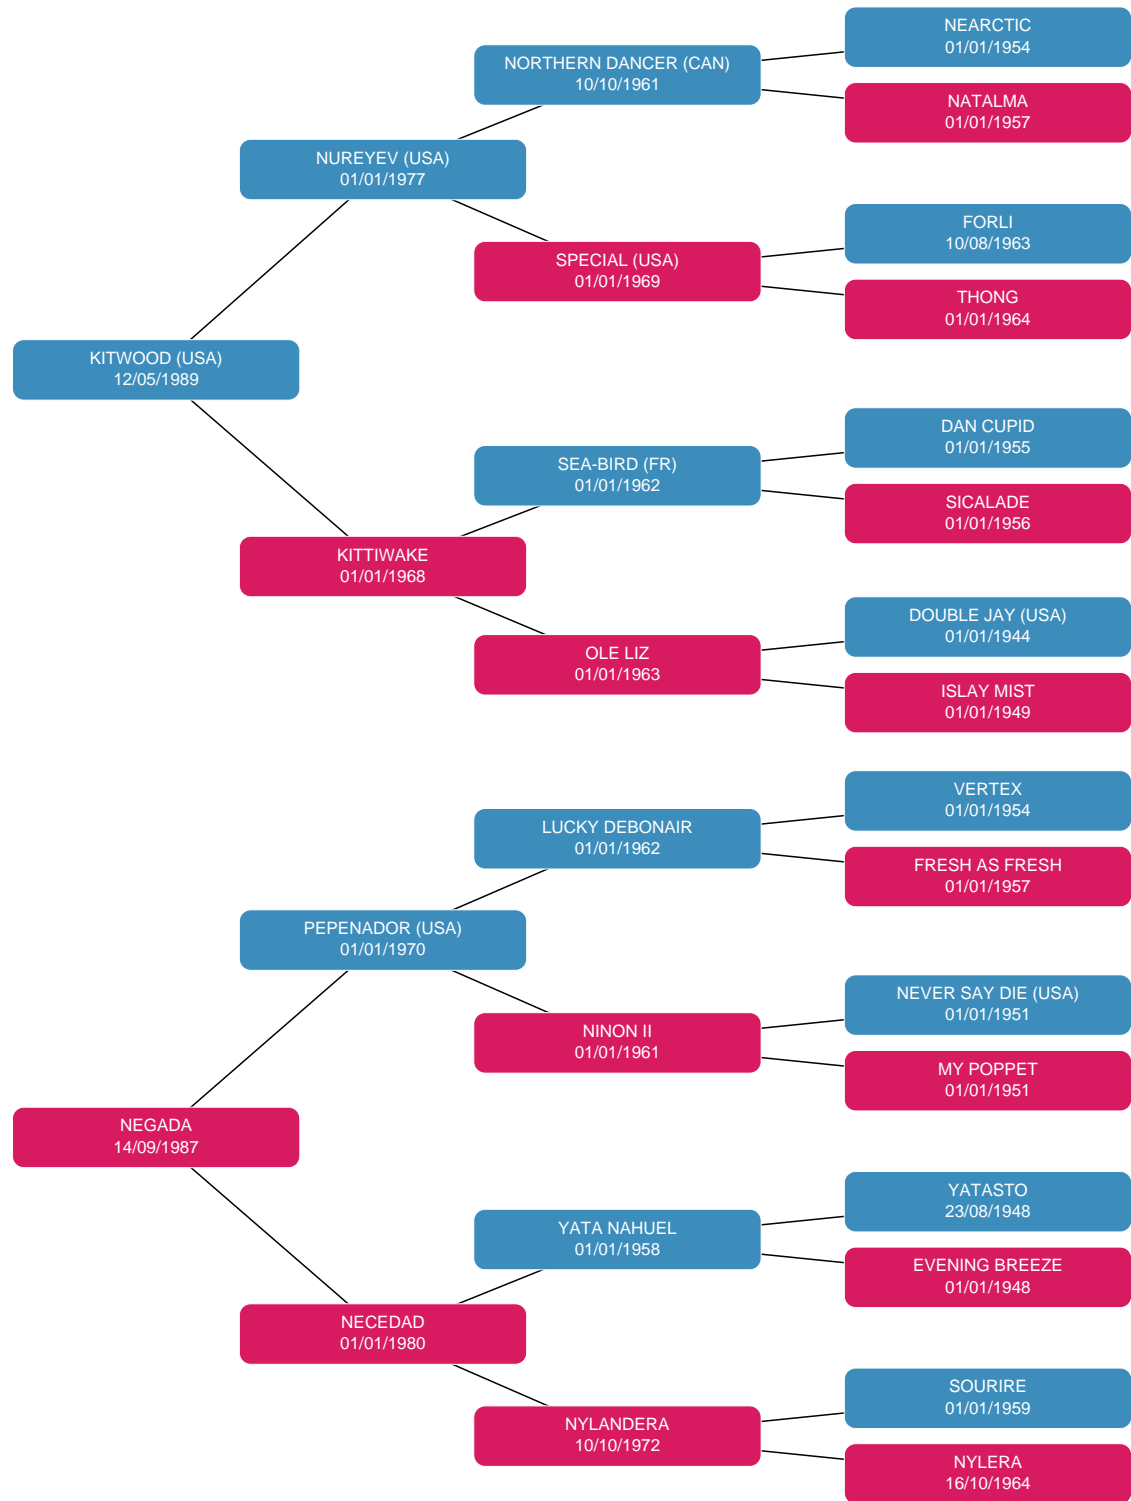 NEARCTIC
01/01/1954
NORTHERN DANCER (CAN)
10/10/1961
NATALMA
01/01/1957
NUREYEV (USA)
01/01/1977
FORLI
10/08/1963
SPECIAL (USA)
01/01/1969
THONG
01/01/1964
KITWOOD (USA)
12/05/1989
DAN CUPID
01/01/1955
SEA-BIRD (FR)
01/01/1962
SICALADE
01/01/1956
KITTIWAKE
01/01/1968
DOUBLE JAY (USA)
01/01/1944
OLE LIZ
01/01/1963
ISLAY MIST
01/01/1949
VERTEX
01/01/1954
LUCKY DEBONAIR
01/01/1962
FRESH AS FRESH
01/01/1957
PEPENADOR (USA)
01/01/1970
NEVER SAY DIE (USA)
01/01/1951
NINON II
01/01/1961
MY POPPET
01/01/1951
NEGADA
14/09/1987
YATASTO
23/08/1948
YATA NAHUEL
01/01/1958
EVENING BREEZE
01/01/1948
NECEDAD
01/01/1980
SOURIRE
01/01/1959
NYLANDERA
10/10/1972
NYLERA
16/10/1964